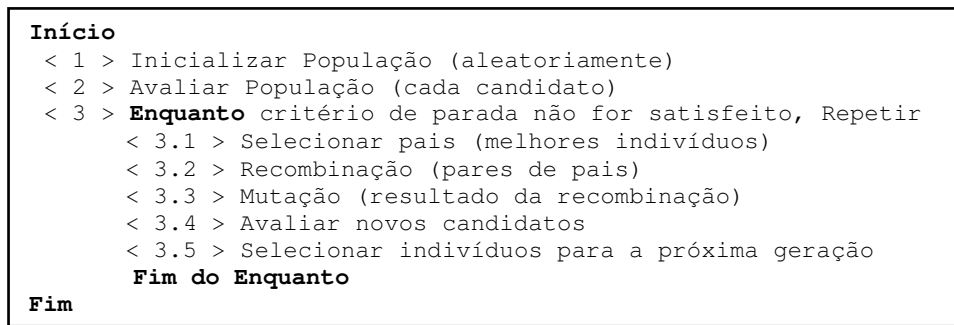 Início
< 1 > Inicializar População (aleatoriamente)
< 2 > Avaliar População (cada candidato)
< 3 > Enquanto critério de parada não for satisfeito, Repetir
< 3.1 > Selecionar pais (melhores indivíduos)
< 3.2 > Recombinação (pares de pais)
< 3.3 > Mutação (resultado da recombinação)
< 3.4 > Avaliar novos candidatos
< 3.5 > Selecionar indivíduos para a próxima geração
Fim do Enquanto
Fim